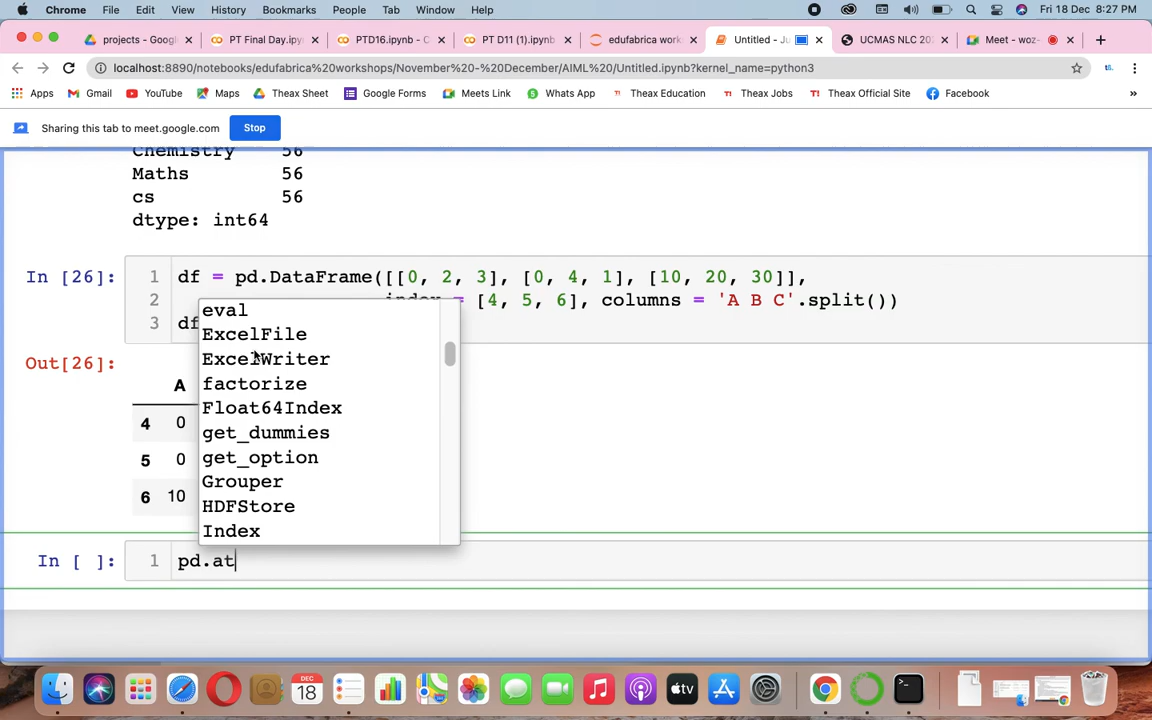 Chrome File Edit View History Bookmarks People Tab Window Help Fri 18 Dec 8:27 PM
projects - Googl PT Final Day.ipyn PTD16.ipynb - C PT D11 (1).ipynb edufabrica work Untitled - Ju UCMAS NLC 202 Meet - woz-
localhost:8890/notebooks/edufabrica%20workshops/November%20-%20December/AIML%20/Untitled.ipynb?kernel_name=python3
Apps Gmail YouTube Maps Theax Sheet Google Forms Meets Link Whats App Theax Education Theax Jobs Theax Official Site Facebook »
Sharing this tab to meet.google.com Stop
Chemistry 56
Maths 56
cs 56
dtype: int64
In [26]: 1 df = pd.DataFrame([[0, 2, 3], [0, 4, 1], [10, 20, 30]],
2 index = [4, 5, 6], columns = 'A B C'.split())
3 df
Out[26]:
A
4 0
5 0
6 10
eval
ExcelFile
ExcelWriter
factorize
Float64Index
get_dummies
get_option
Grouper
HDFStore
Index
In [ ]: 1 pd.at
DEC
18
tv